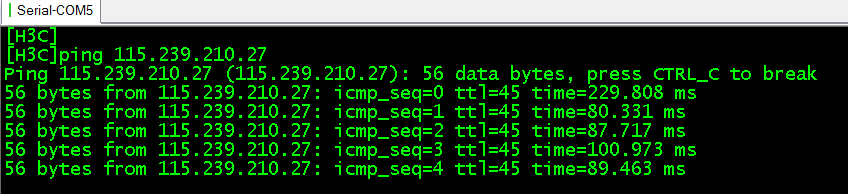 Serial-COM5
[H3C]
[H3C]ping 115.239.210.27
Ping 115.239.210.27 (115.239.210.27): 56 data bytes, press CTRL_C to break
56 bytes from 115.239.210.27: icmp_seq=0 ttl=45 time=229.808 ms
56 bytes from 115.239.210.27: icmp_seq=1 ttl=45 time=80.331 ms
56 bytes from 115.239.210.27: icmp_seq=2 ttl=45 time=87.717 ms
56 bytes from 115.239.210.27: icmp_seq=3 ttl=45 time=100.973 ms
56 bytes from 115.239.210.27: icmp_seq=4 ttl=45 time=89.463 ms